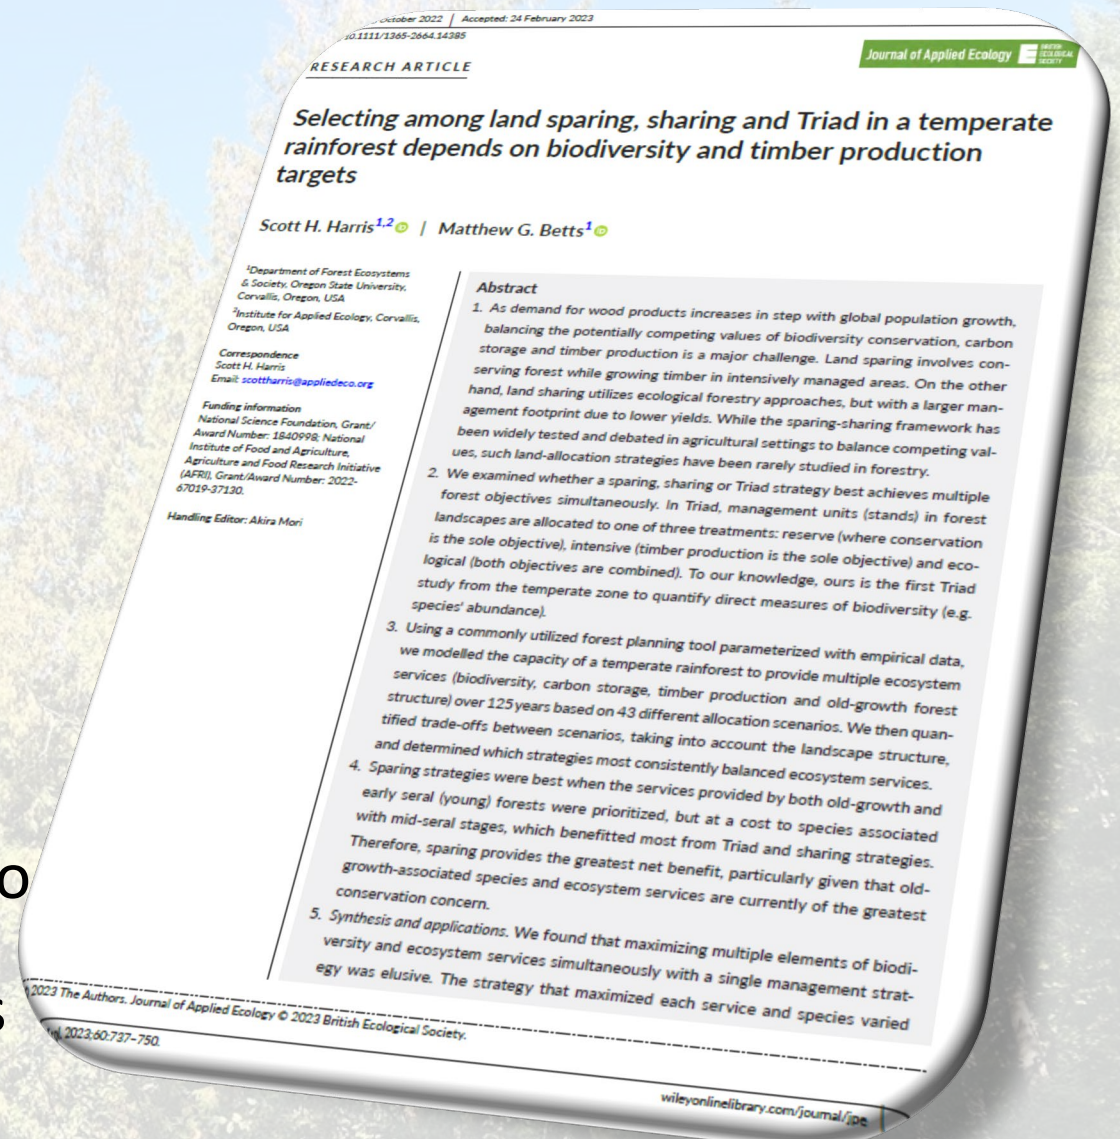 October 2022 | Accepted: 24 February 2023
10.1111/1365-2664.14385
RESEARCH ARTICLE
Journal of Applied Ecology
BRITISH
ECOLOGICAL
SOCIETY
Selecting among land sparing, sharing and Triad in a temperate
rainforest depends on biodiversity and timber production
targets
Scott H. Harris1,2 | Matthew G. Betts1
1Department of Forest Ecosystems
& Society, Oregon State University,
Corvallis, Oregon, USA
2Institute for Applied Ecology, Corvallis,
Oregon, USA
Correspondence
Scott H. Harris
Email: scottharris@appliedeco.org
Funding information
National Science Foundation, Grant/
Award Number: 1840998; National
Institute of Food and Agriculture,
Agriculture and Food Research Initiative
(AFRI), Grant/Award Number: 2022-
67019-37130.
Handling Editor: Akira Mori
Abstract
1. As demand for wood products increases in step with global population growth,
balancing the potentially competing values of biodiversity conservation, carbon
storage and timber production is a major challenge. Land sparing involves con-
serving forest while growing timber in intensively managed areas. On the other
hand, land sharing utilizes ecological forestry approaches, but with a larger man-
agement footprint due to lower yields. While the sparing-sharing framework has
been widely tested and debated in agricultural settings to balance competing val-
ues, such land-allocation strategies have been rarely studied in forestry.
2. We examined whether a sparing, sharing or Triad strategy best achieves multiple
forest objectives simultaneously. In Triad, management units (stands) in forest
landscapes are allocated to one of three treatments: reserve (where conservation
is the sole objective), intensive (timber production is the sole objective) and eco-
logical (both objectives are combined). To our knowledge, ours is the first Triad
study from the temperate zone to quantify direct measures of biodiversity (e.g.
species' abundance).
3. Using a commonly utilized forest planning tool parameterized with empirical data,
we modelled the capacity of a temperate rainforest to provide multiple ecosystem
services (biodiversity, carbon storage, timber production and old-growth forest
structure) over 125 years based on 43 different allocation scenarios. We then quan-
tified trade-offs between scenarios, taking into account the landscape structure,
and determined which strategies most consistently balanced ecosystem services.
4. Sparing strategies were best when the services provided by both old-growth and
early seral (young) forests were prioritized, but at a cost to species associated
with mid-seral stages, which benefitted most from Triad and sharing strategies.
Therefore, sparing provides the greatest net benefit, particularly given that old-
growth-associated species and ecosystem services are currently of the greatest
conservation concern.
5. Synthesis and applications. We found that maximizing multiple elements of biodi-
versity and ecosystem services simultaneously with a single management strat-
egy was elusive. The strategy that maximized each service and species varied
2023 The Authors. Journal of Applied Ecology © 2023 British Ecological Society.
2023;60:737–750.
wileyonlinelibrary.com/journal/jpe
o
s